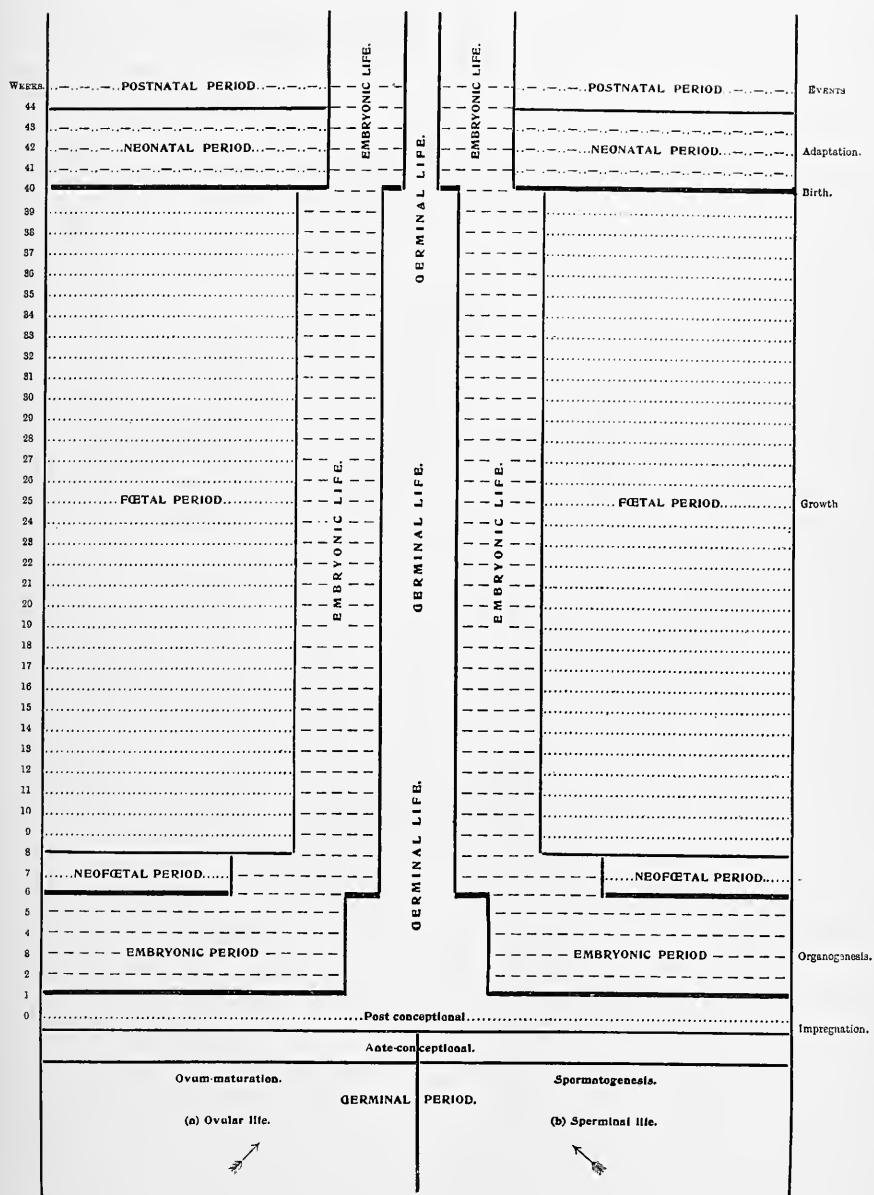 EMBRYONIC LIFE.
EMBRYONIC LIFE.
WEEKS. POSTNATAL PERIOD POSTNATAL PERIOD EVENTS
44
43
42 NEONATAL PERIOD NEONATAL PERIOD Adaptation.
41
40 Birth.
GERMINAL LIFE.
39
38
37
36
35
34
33
32
31
30
29
28
27
26
25 FŒTAL PERIOD FŒTAL PERIOD Growth
EMBRYONIC LIFE.
GERMINAL LIFE.
EMBRYONIC LIFE.
24
23
22
21
20
19
18
17
16
15
14
13
12
11
10
9
8
GERMINAL LIFE.
7 NEOFŒTAL PERIOD NEOFŒTAL PERIOD
6
5
4
3 EMBRYONIC PERIOD EMBRYONIC PERIOD Organogenesis.
2
1
0 Post conceptional
Impregnation.
Ante-conceptional.
Ovum-maturation. Spermatogenesis.
GERMINAL PERIOD.
(a) Ovular life. (b) Sperminal life.